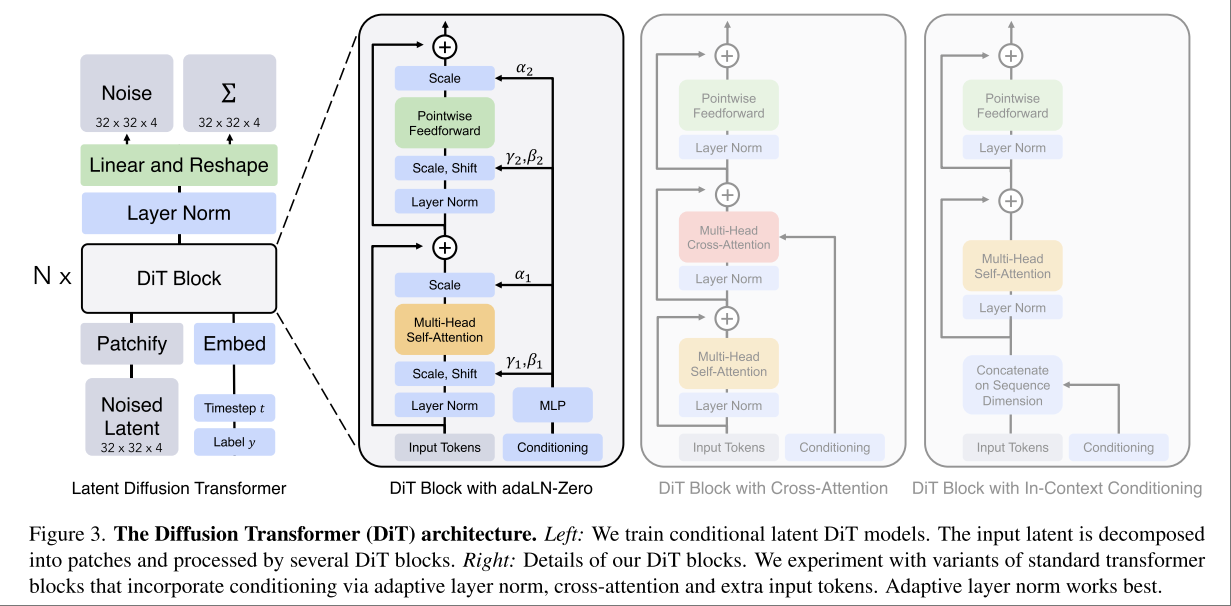 Noise
32 x 32 x 4
Σ
32 x 32 x 4
Linear and Reshape
Layer Norm
N x
DiT Block
Patchify
Embed
Noised
Latent
32 x 32 x 4
Timestep t
Label y
Latent Diffusion Transformer
+
Scale
α₂
Pointwise
Feedforward
Scale, Shift
γ₂,β₂
Layer Norm
+
Scale
α₁
Multi-Head
Self-Attention
Scale, Shift
γ₁,β₁
Layer Norm
MLP
Input Tokens
Conditioning
DiT Block with adaLN-Zero
+
Pointwise
Feedforward
Layer Norm
+
Multi-Head
Cross-Attention
Layer Norm
+
Multi-Head
Self-Attention
Layer Norm
Input Tokens
Conditioning
DiT Block with Cross-Attention
+
Pointwise
Feedforward
Layer Norm
+
Multi-Head
Self-Attention
Layer Norm
Concatenate
on Sequence
Dimension
Input Tokens
Conditioning
DiT Block with In-Context Conditioning
Figure 3. The Diffusion Transformer (DiT) architecture. Left: We train conditional latent DiT models. The input latent is decomposed
into patches and processed by several DiT blocks. Right: Details of our DiT blocks. We experiment with variants of standard transformer
blocks that incorporate conditioning via adaptive layer norm, cross-attention and extra input tokens. Adaptive layer norm works best.